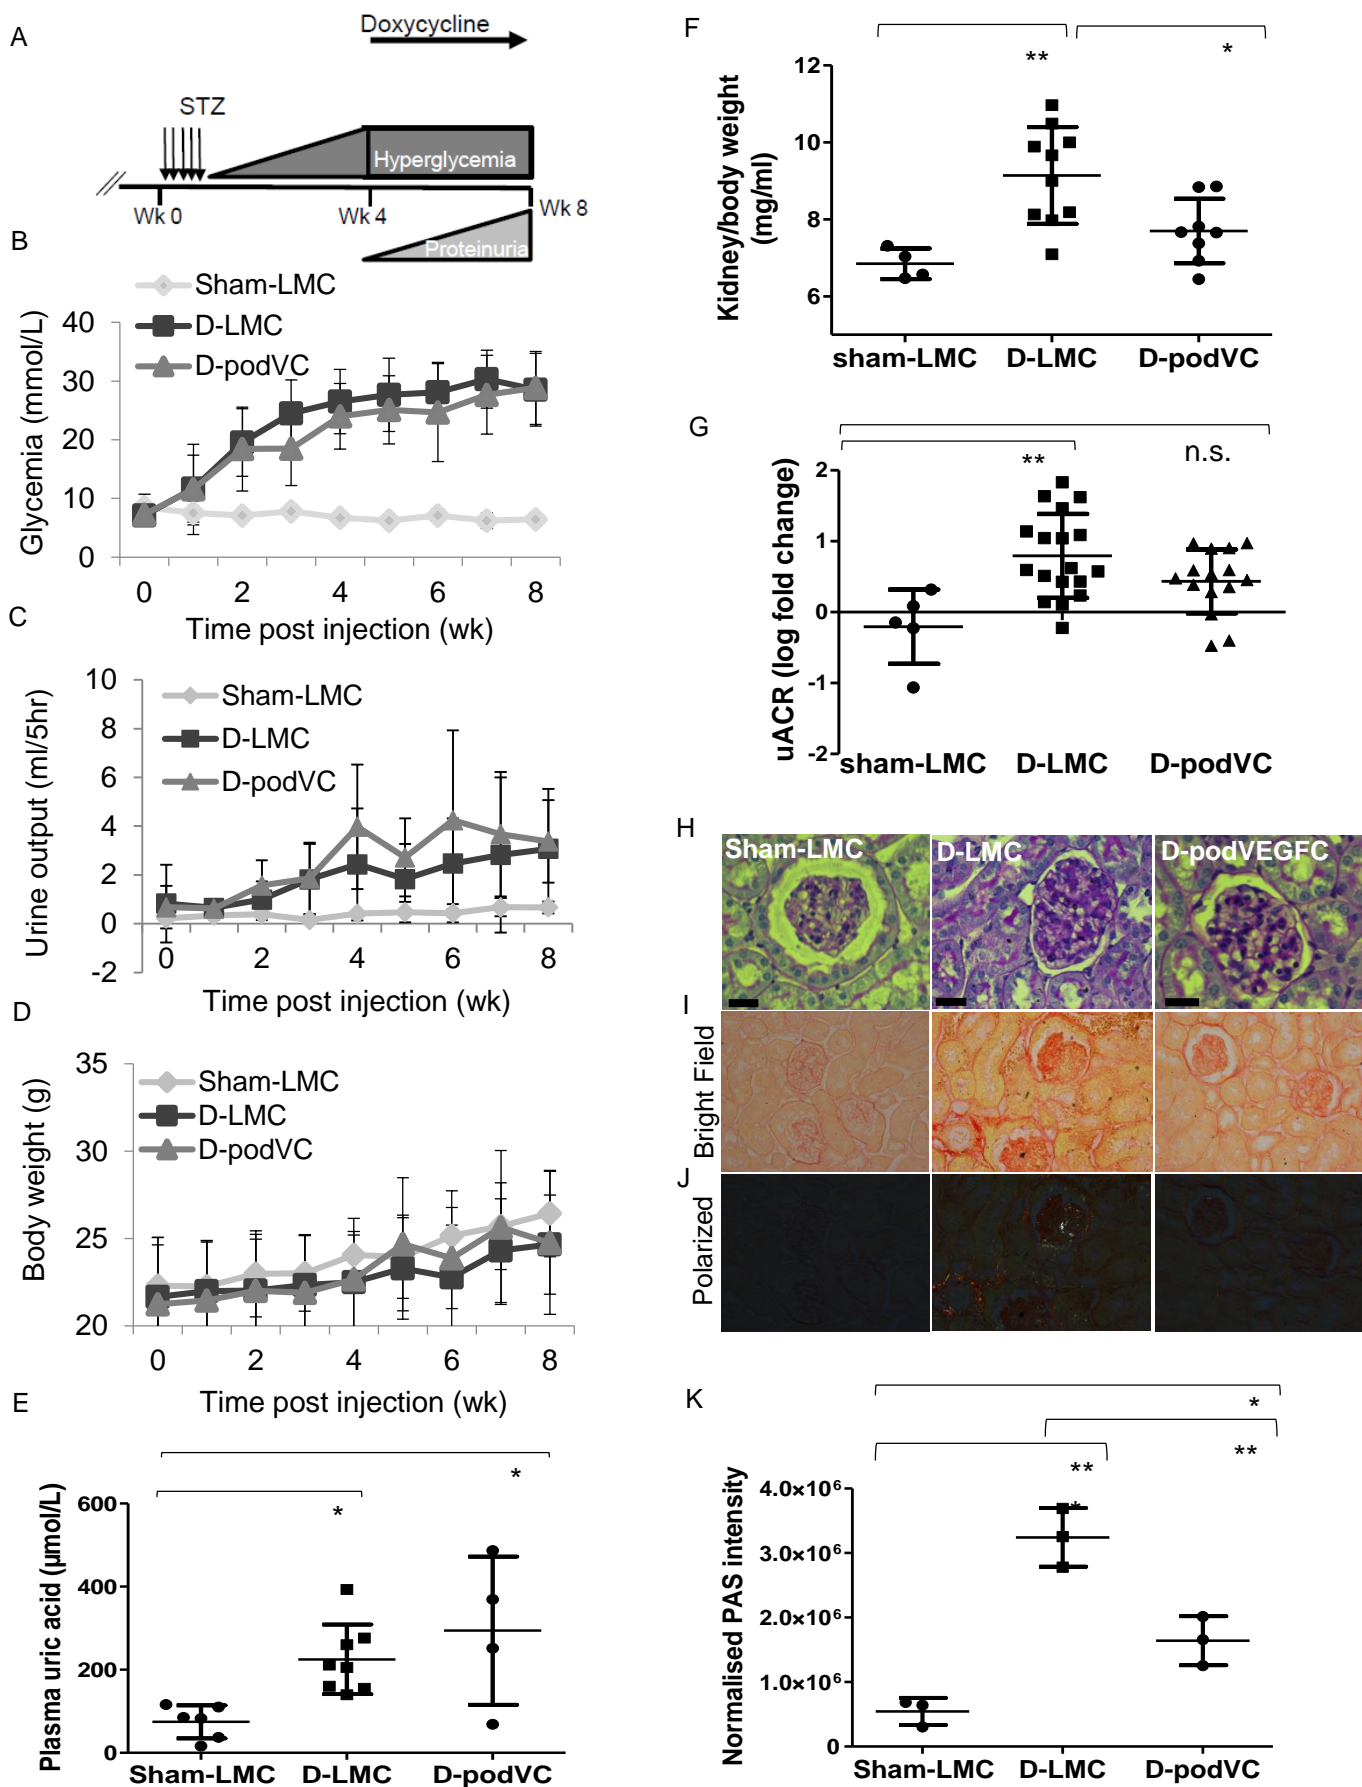 A
Doxycycline
STZ
Hyperglycemia
Wk 0
Wk 4
Wk 8
Proteinuria
B
Sham-LMC
D-LMC
D-podVC
Glycemia (mmol/L)
40
30
20
10
0
0 2 4 6 8
Time post injection (wk)
C
Sham-LMC
D-LMC
D-podVC
Urine output (ml/5hr)
10
8
6
4
2
0
-2
0 2 4 6 8
Time post injection (wk)
D
Sham-LMC
D-LMC
D-podVC
Body weight (g)
35
30
25
20
0 2 4 6 8
Time post injection (wk)
E
*
*
Plasma uric acid (µmol/L)
600
400
200
0
Sham-LMC D-LMC D-podVC
F
**
*
Kidney/body weight
(mg/ml)
12
10
8
6
sham-LMC D-LMC D-podVC
G
**
n.s.
uACR (log fold change)
2
1
0
-1
-2
sham-LMC D-LMC D-podVC
H
Sham-LMC D-LMC D-podVEGFC
I
Bright Field
J
Polarized
K
*
**
**
*
Normalised PAS intensity
4.0×10⁶
3.0×10⁶
2.0×10⁶
1.0×10⁶
0
Sham-LMC D-LMC D-podVC